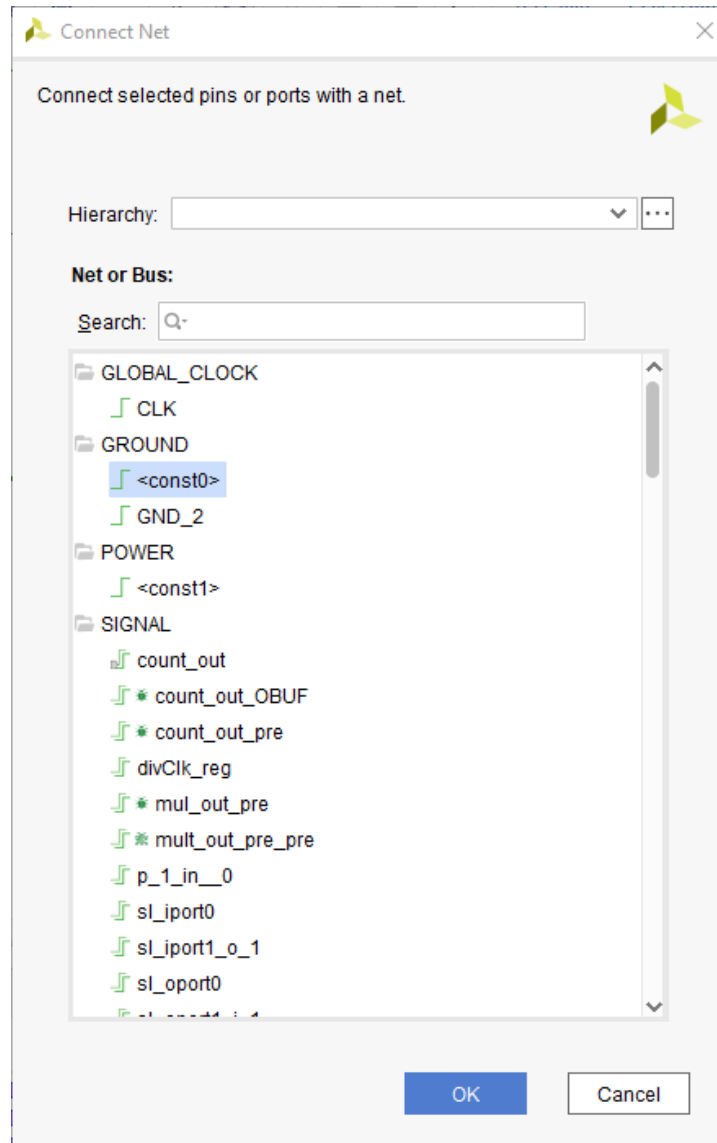 Connect Net
Connect selected pins or ports with a net.
Hierarchy:
Net or Bus:
Search:
GLOBAL_CLOCK
CLK
GROUND
<const0>
GND_2
POWER
<const1>
SIGNAL
count_out
count_out_OBUF
count_out_pre
divClk_reg
mul_out_pre
mult_out_pre_pre
p_1_in__0
sl_iport0
sl_iport1_o_1
sl_oport0
OK Cancel